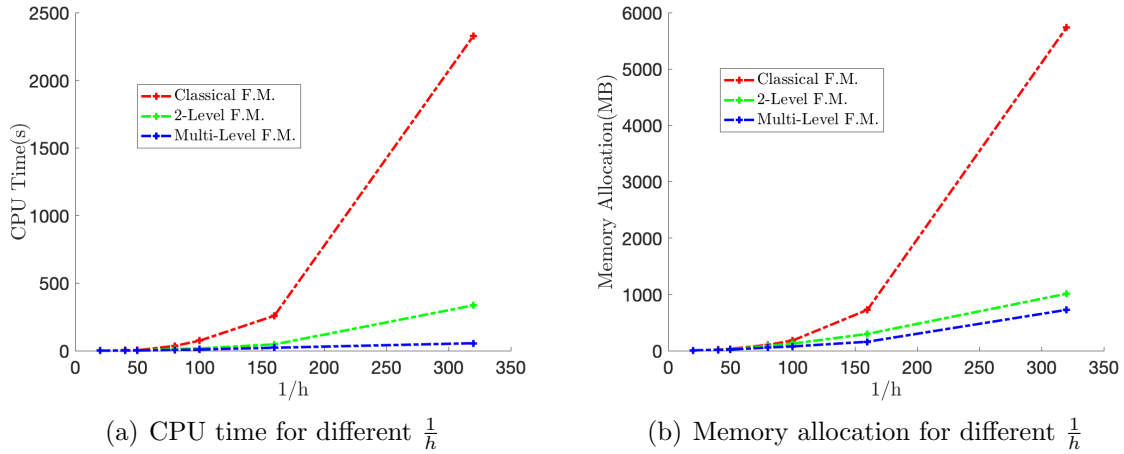 2500
2000
1500
1000
500
0
CPU Time(s)
Classical F.M.
2-Level F.M.
Multi-Level F.M.
0 50 100 150 200 250 300 350
1/h
(a) CPU time for different 1/h
6000
5000
4000
3000
2000
1000
0
Memory Allocation(MB)
Classical F.M.
2-Level F.M.
Multi-Level F.M.
0 50 100 150 200 250 300 350
1/h
(b) Memory allocation for different 1/h